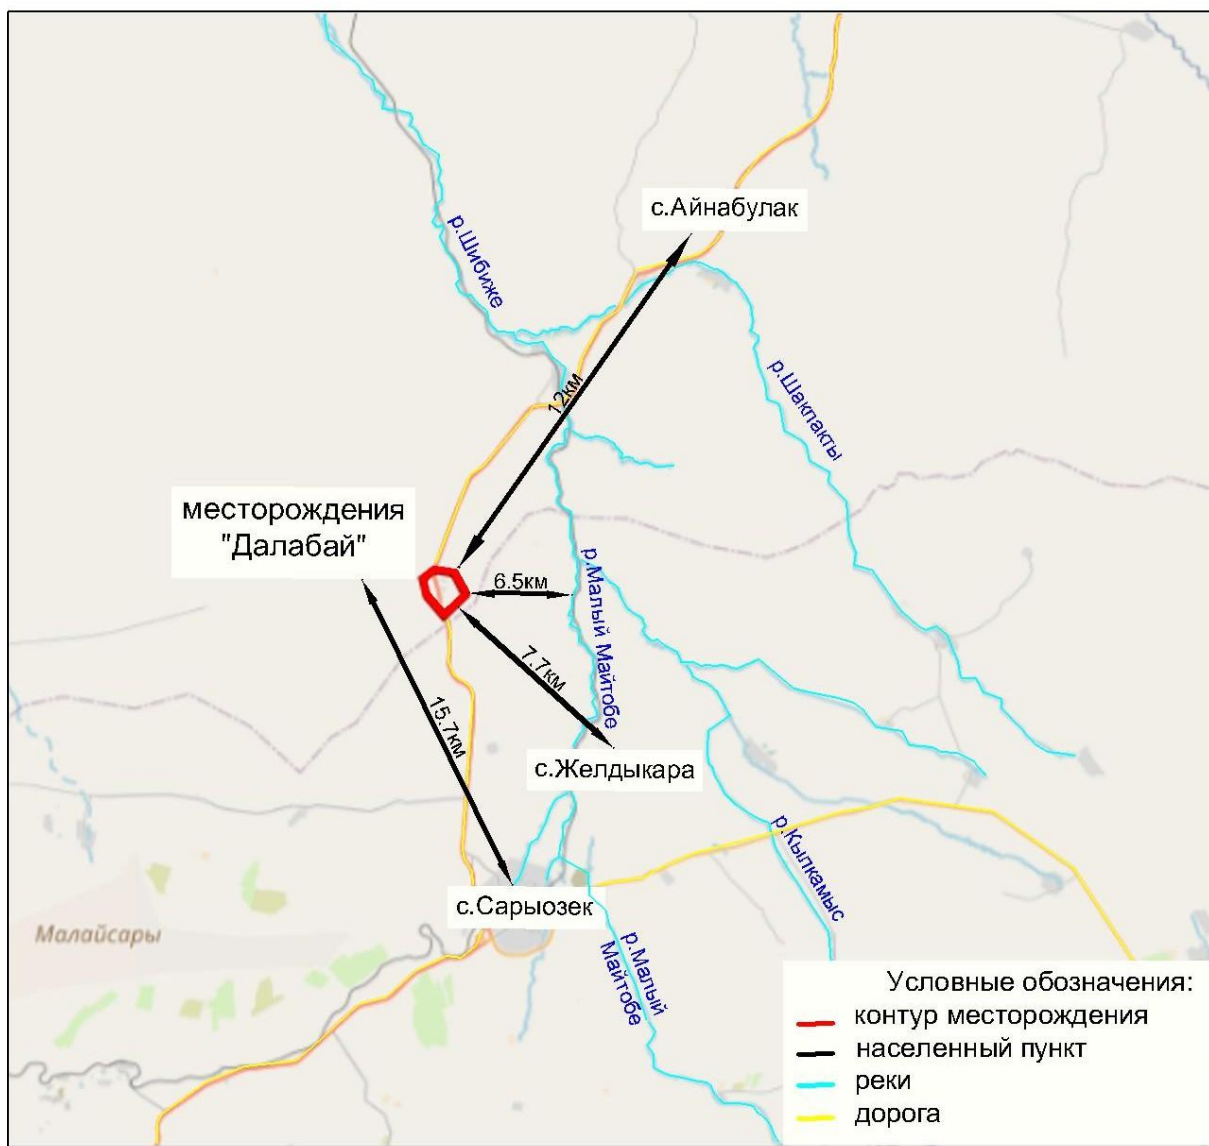 с.Айнабулак
р.Шибиже
12км
р.Шакпакты
месторождения
"Далабай"
6.5км
р.Малый Майтобе
7.7км
15.7км
с.Желдыкара
р.Кылкамыс
с.Сарыозек
Малайсары
р.Малый
Майтобе
Условные обозначения:
контур месторождения
населенный пункт
реки
дорога